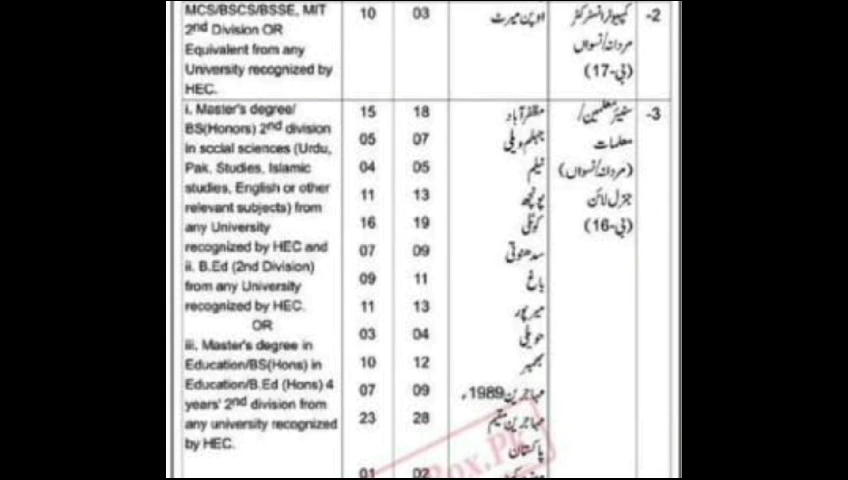 MCS/BSCS/BSSE, MIT 10 03 اوپن میرٹ کمپیوٹر انسٹرکٹر -2
2nd Division OR
Equivalent from any مردانہ/نسواں
University recognized by (بی-17)
HEC.
i. Master's degree/ 15 18 مظفرآباد سینئر معلمین/ -3
BS(Honors) 2nd division 05 07 جہلم ویلی معلمات
in social sciences (Urdu,
Pak. Studies, Islamic 04 05 نیلم (مردانہ/نسواں)
studies, English or other 11 13 پونچھ جنرل لائن
relevant subjects) from
any University 16 19 کوٹلی (بی-16)
recognized by HEC and 07 09 سدھنوتی
ii. B.Ed (2nd Division) 09 11 باغ
from any University
recognized by HEC. 11 13 میرپور
OR
iii. Master's degree in 03 04 حویلی
Education/BS(Hons) in 10 12 بھمبر
Education/B.Ed (Hons) 4 07 09 مہاجرین 1989ء
years' 2nd division from
any university recognized 23 28 مہاجرین مقیم
by HEC. پاکستان
01 02
ox.PK